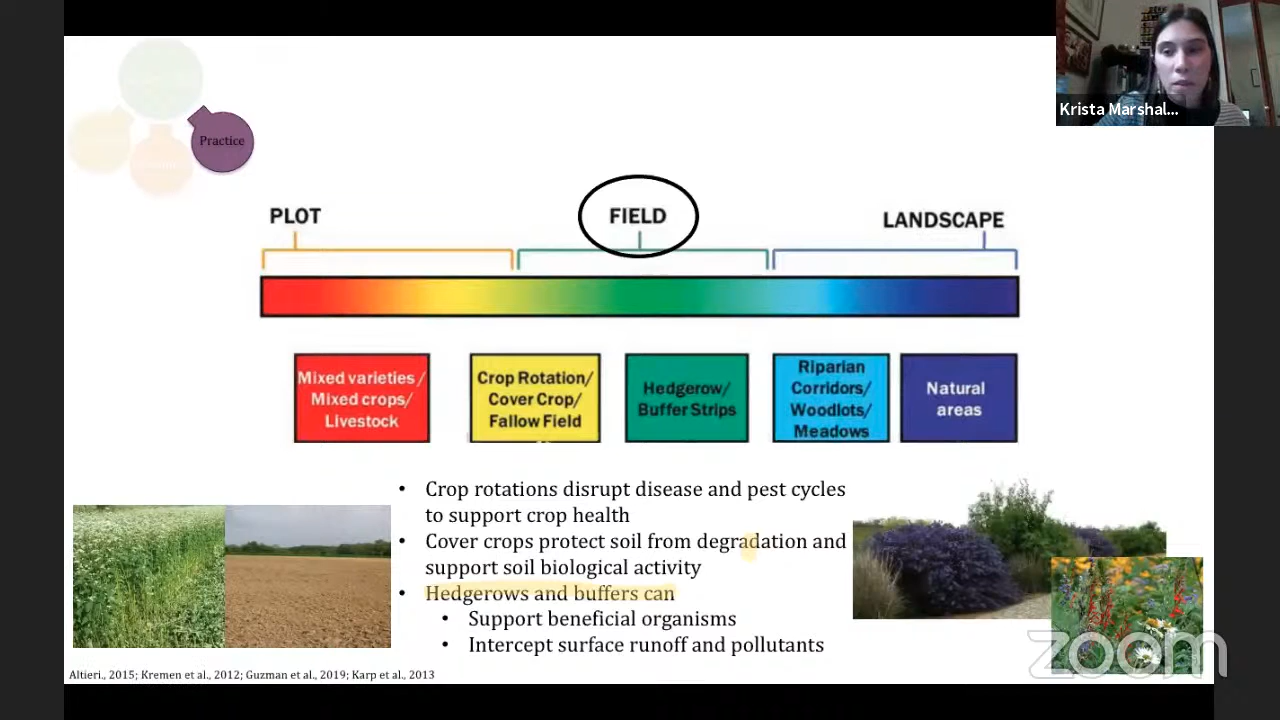 Krista Marshal...
Practice
PLOT
FIELD
LANDSCAPE
Mixed varieties/
Mixed crops/
Livestock
Crop Rotation/
Cover Crop/
Fallow Field
Hedgerow/
Buffer Strips
Riparian
Corridors/
Woodlots/
Meadows
Natural
areas
• Crop rotations disrupt disease and pest cycles
to support crop health
• Cover crops protect soil from degradation and
support soil biological activity
• Hedgerows and buffers can
• Support beneficial organisms
• Intercept surface runoff and pollutants
Altieri., 2015; Kremen et al., 2012; Guzman et al., 2019; Karp et al., 2013
zoom